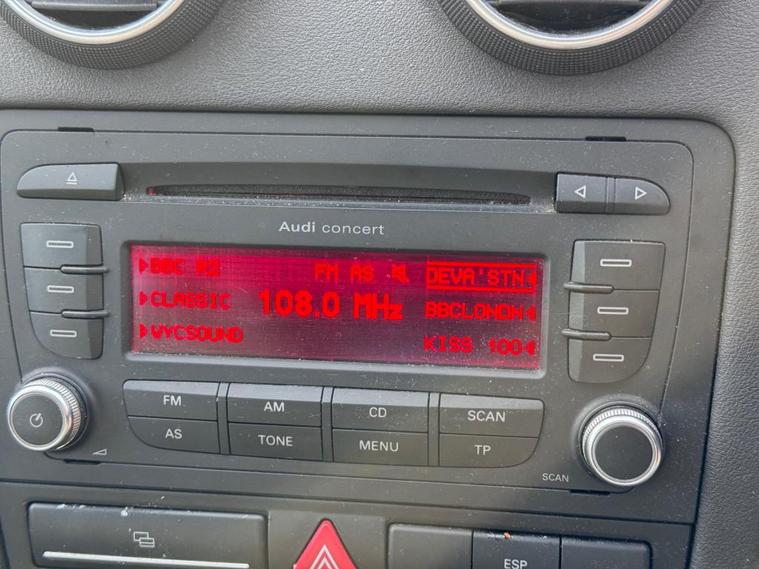 Audi concert
BBC R2 FM AS DEVA'STN
CLASSIC 108.0 MHz BBCLONDN
WYCSOUND KISS 100
FM AM CD SCAN
AS TONE MENU TP
SCAN
ESP